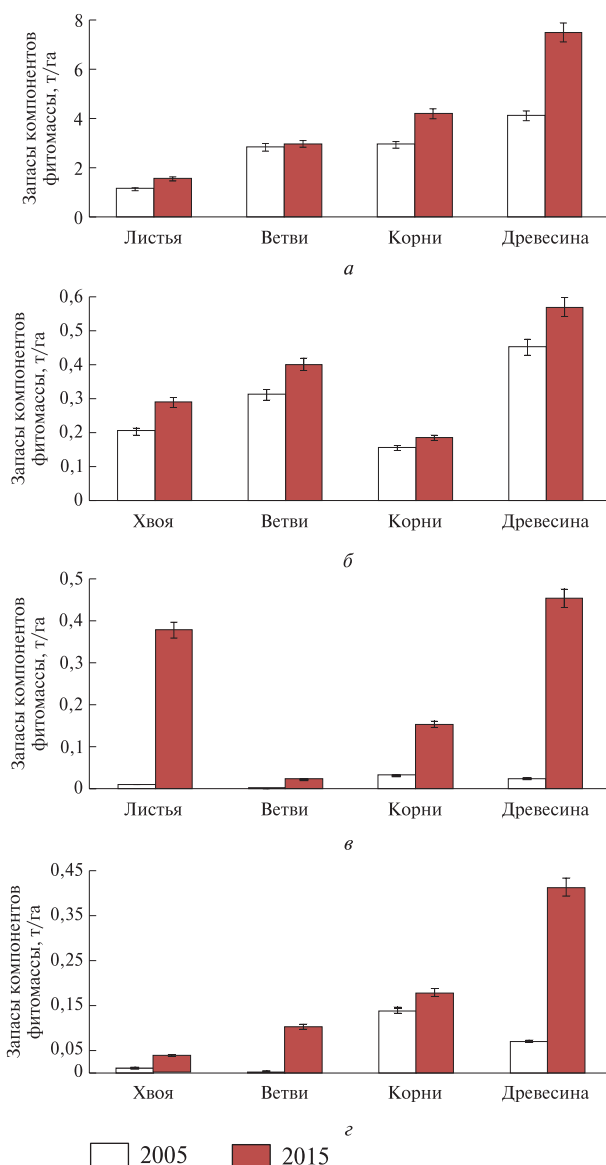 Запасы компонентов
фитомассы, т/га
8
6
4
2
0
Листья Ветви Корни Древесина
а
Запасы компонентов
фитомассы, т/га
0,6
0,5
0,4
0,3
0,2
0,1
0
Хвоя Ветви Корни Древесина
б
Запасы компонентов
фитомассы, т/га
0,5
0,4
0,3
0,2
0,1
0
Листья Ветви Корни Древесина
в
Запасы компонентов
фитомассы, т/га
0,45
0,35
0,25
0,15
0,05
0
Хвоя Ветви Корни Древесина
г
2005 2015